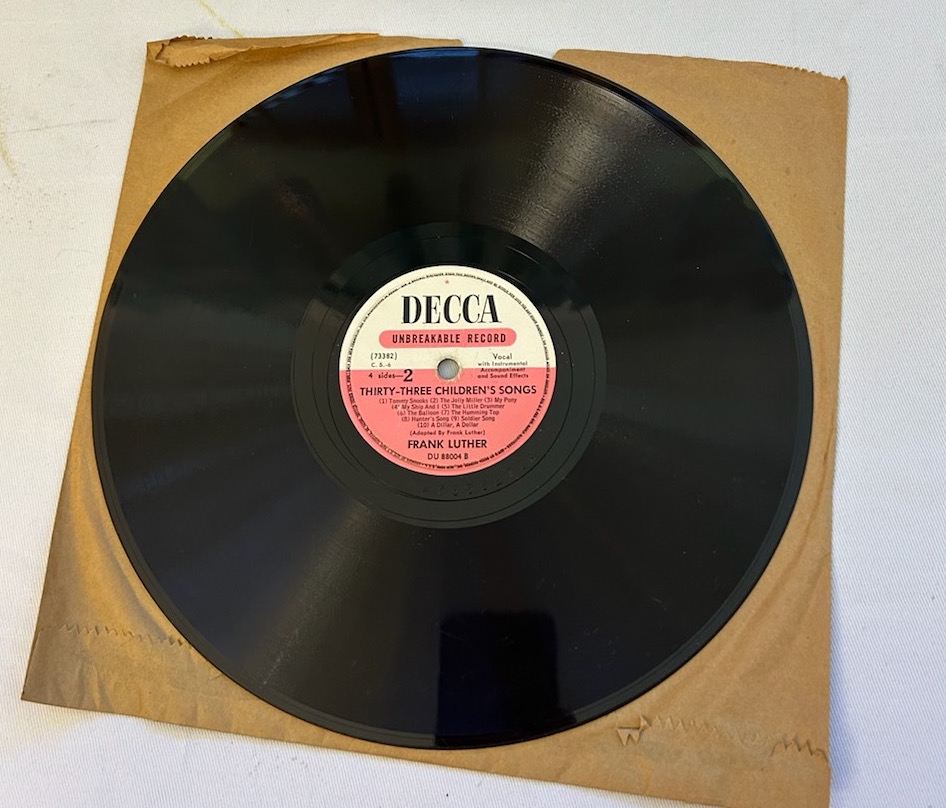 DECCA
UNBREAKABLE RECORD
(73382)
C. S.-6
Vocal
with Instrumental
Accompaniment
and Sound Effects
4 sides—2
THIRTY-THREE CHILDREN'S SONGS
(1) Tommy Snooks (2) The Jolly Miller (3) My Pony
(4" My Ship And I (5) The Little Drummer
(6) The Balloon (7) The Humming Top
(8) Hunter's Song (9) Soldier Song
(10) A Dillar, A Dollar
(Adapted By Frank Luther)
FRANK LUTHER
DU 88004 B